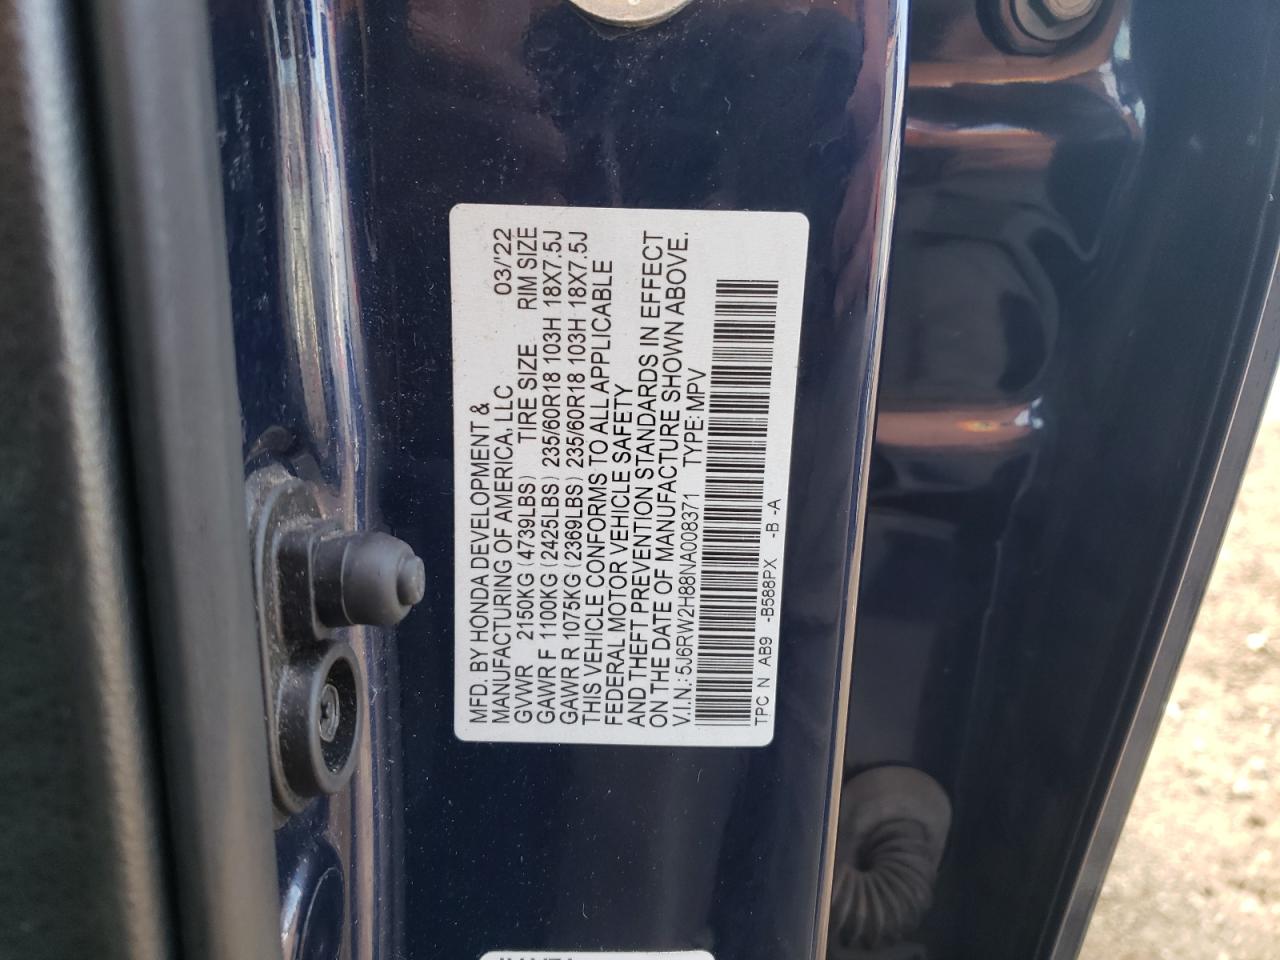 MFD. BY HONDA DEVELOPMENT &
MANUFACTURING OF AMERICA, LLC 03/'22
GVWR 2150KG (4739LBS) TIRE SIZE RIM SIZE
GAWR F 1100KG (2425LBS) 235/60R18 103H 18X7.5J
GAWR R 1075KG (2369LBS) 235/60R18 103H 18X7.5J
THIS VEHICLE CONFORMS TO ALL APPLICABLE
FEDERAL MOTOR VEHICLE SAFETY
AND THEFT PREVENTION STANDARDS IN EFFECT
ON THE DATE OF MANUFACTURE SHOWN ABOVE.
V.I.N.: 5J6RW2H88NA008371 TYPE: MPV
TPC N AB9 -B588PX -B -A